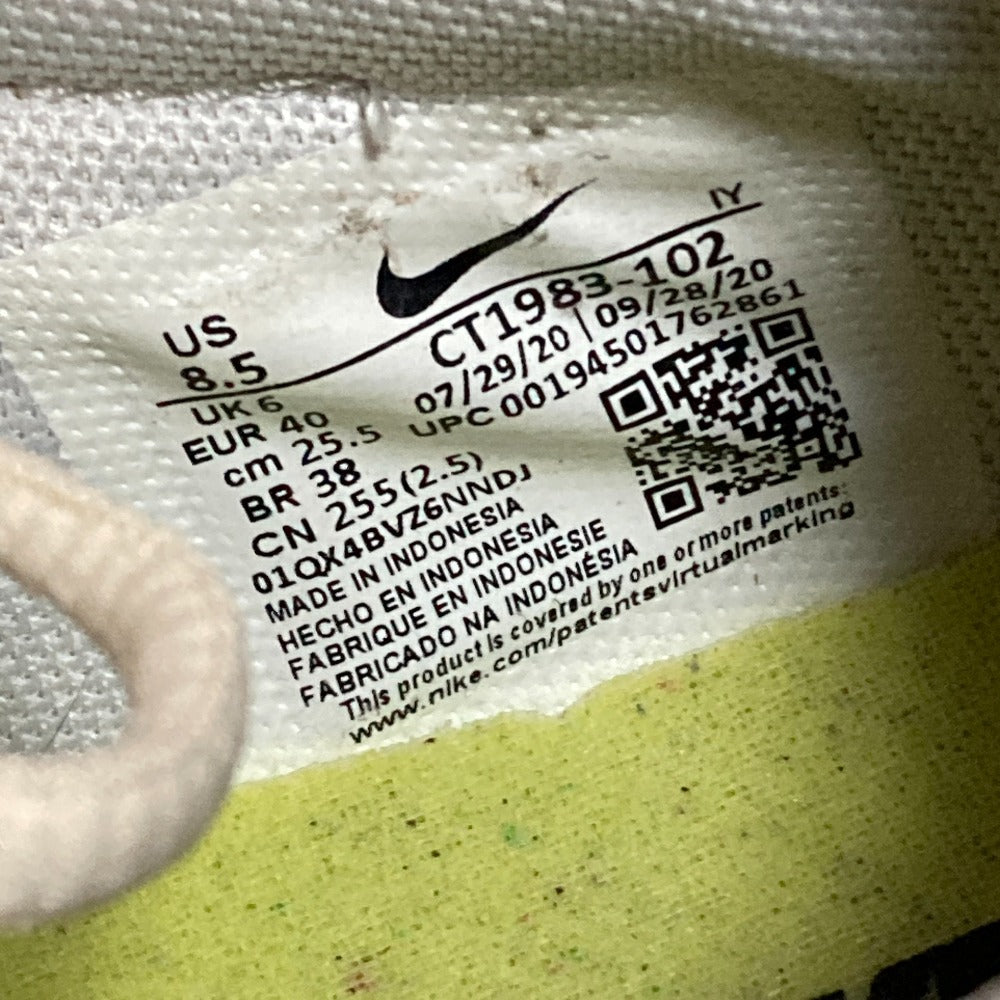 IY
US
8.5
CT1983-102
07/29/20 | 09/28/20
UPC 00194501762861
UK 6
EUR 40
cm 25.5
BR 38
CN 255(2.5)
01QX4BVZ6NNDJ
MADE IN INDONESIA
HECHO EN INDONESIA
FABRIQUE EN INDONESIE
FABRICADO NA INDONÉSIA
This product is covered by one or more patents:
www.nike.com/patentsvirtualmarking